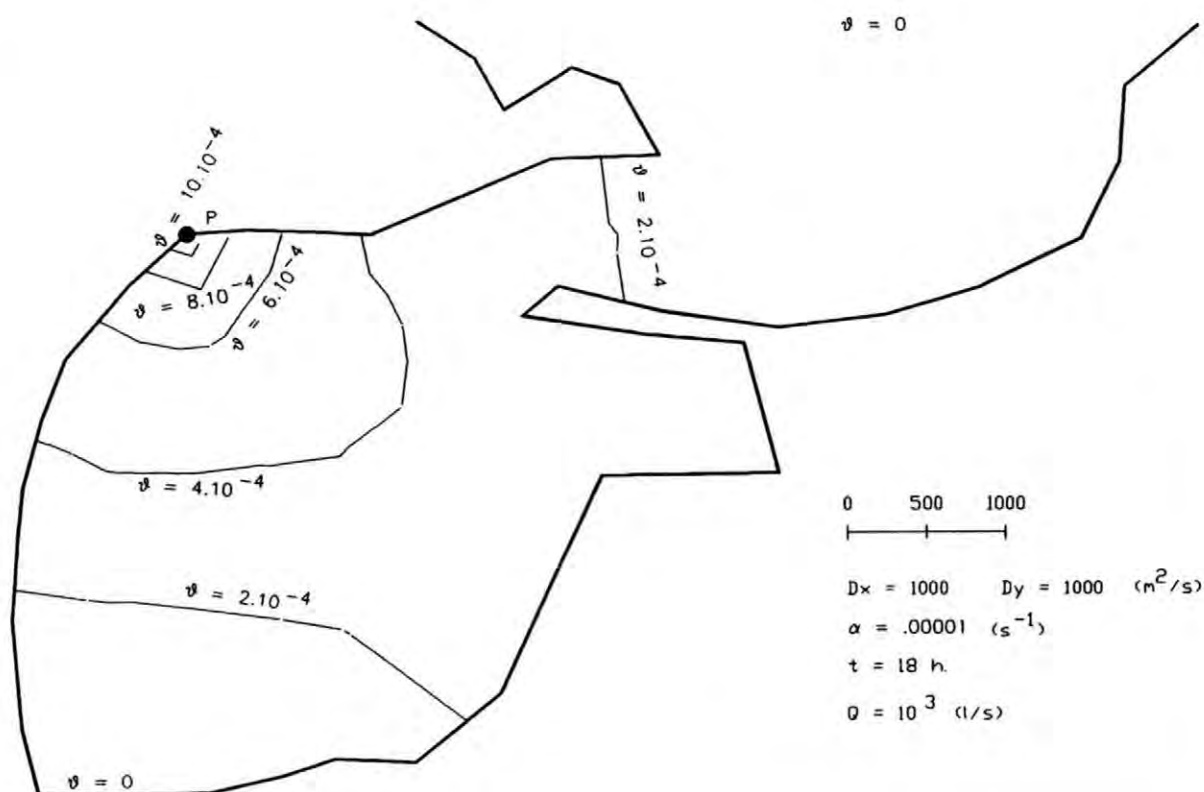 ϑ = 0
ϑ = 10.10⁻⁴
P
ϑ = 2.10⁻⁴
ϑ = 8.10⁻⁴
ϑ = 6.10⁻⁴
ϑ = 4.10⁻⁴
0 500 1000
Dx = 1000 Dy = 1000 (m²/s)
α = .00001 (s⁻¹)
t = 18 h.
Q = 10³ (l/s)
ϑ = 2.10⁻⁴
ϑ = 0